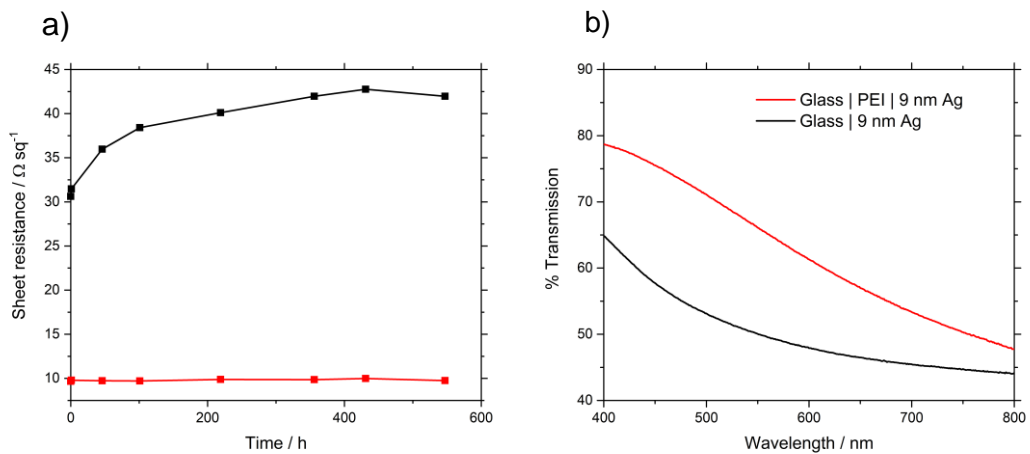 a)
45
40
35
30
25
20
15
10
Sheet resistance / Ω sq⁻¹
0
200
400
600
Time / h
b)
90
80
70
60
50
40
% Transmission
Glass | PEI | 9 nm Ag
Glass | 9 nm Ag
400
500
600
700
800
Wavelength / nm